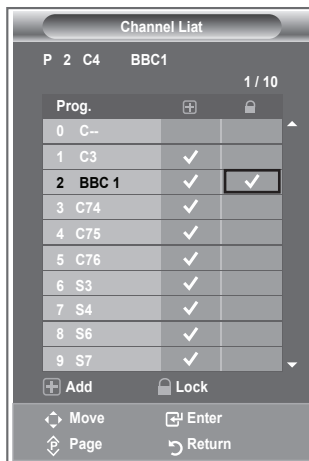 Channel Liat
P 2 C4 BBC1
1 / 10
Prog.
0 C--
1 C3
2 BBC 1
3 C74
4 C75
5 C76
6 S3
7 S4
8 S6
9 S7
Add Lock
Move Enter
P Page Return